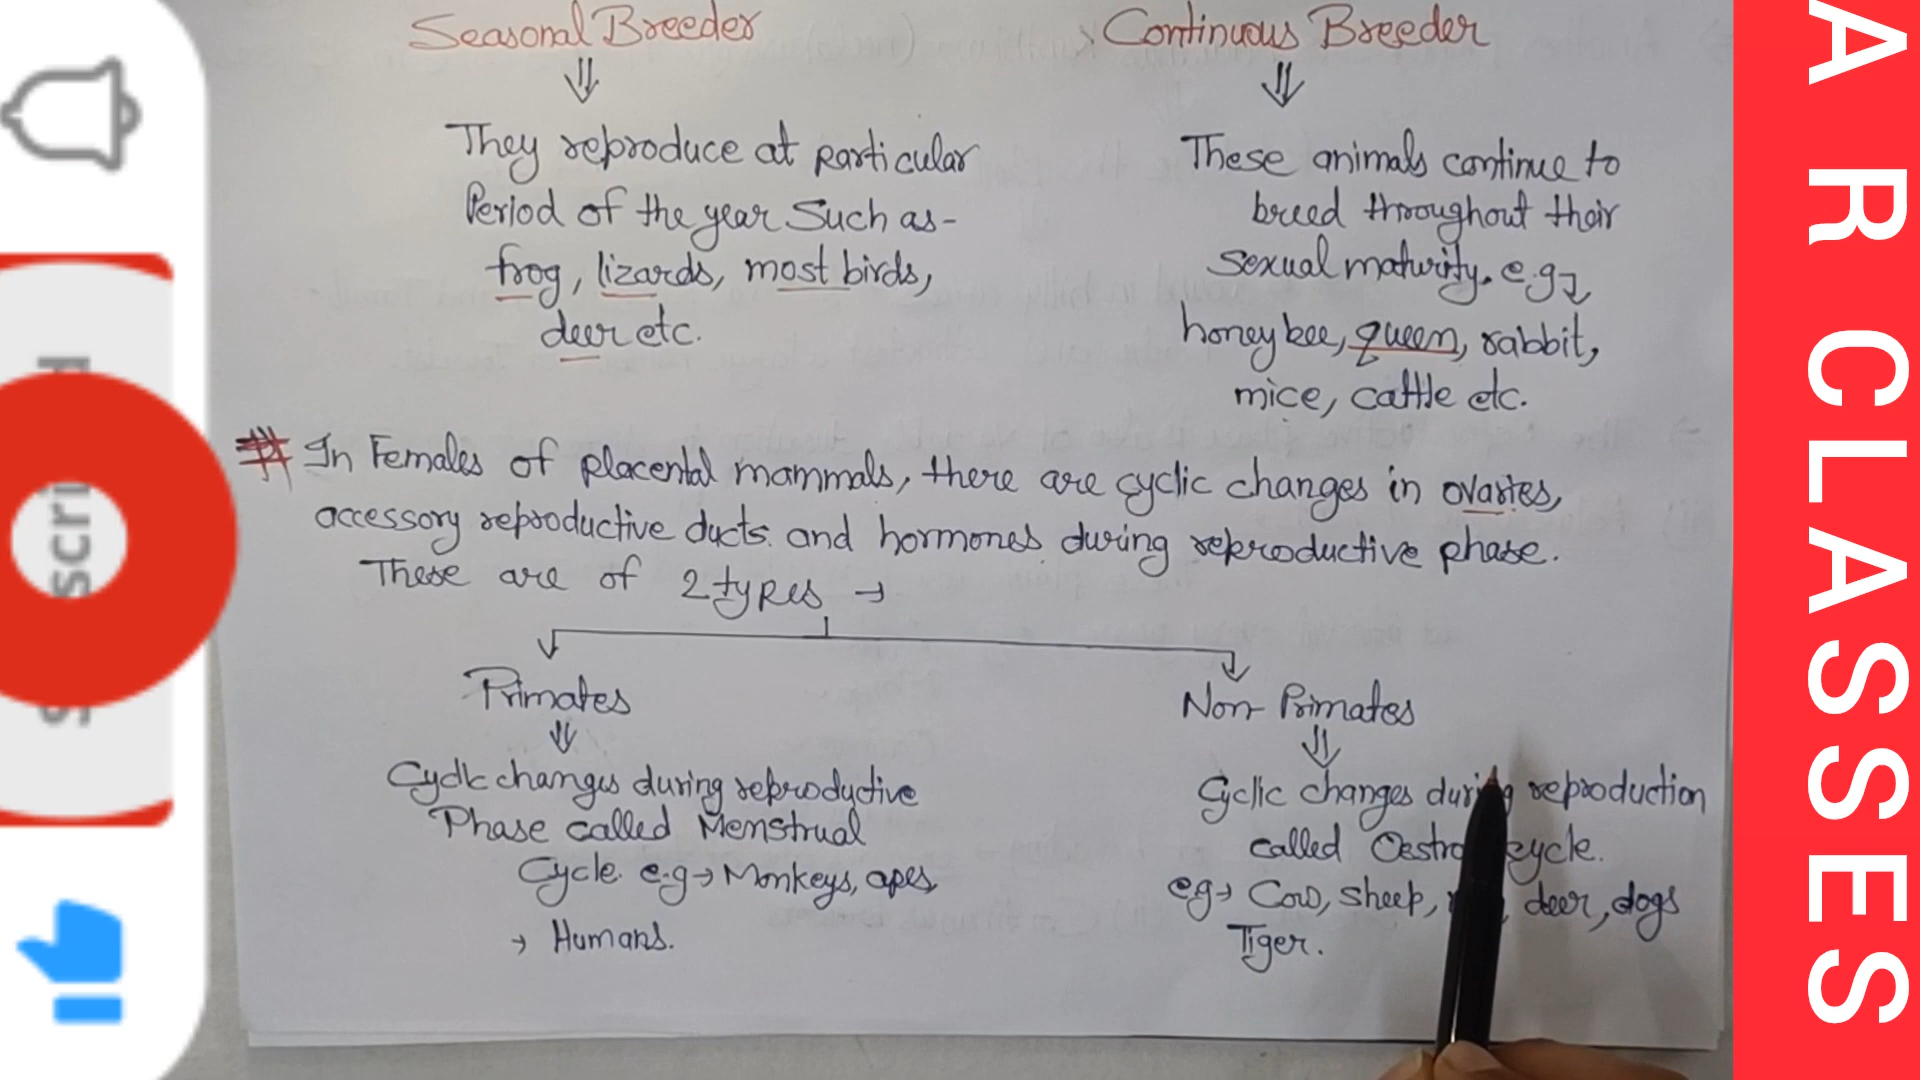 Seasonal Breeder
They reproduce at particular
Period of the year Such as-
frog, lizards, most birds,
deer etc.
Continuous Breeder
These animals continue to
breed throughout their
sexual maturity. e.g
honey bee, queen, rabbit,
mice, cattle etc.
# In Females of placental mammals, there are cyclic changes in ovaries,
accessory reproductive ducts and hormones during reproductive phase.
These are of 2 types →
Primates
Cyclic changes during reproductive
Phase called Menstrual
Cycle e.g → Monkeys, apes,
→ Humans.
Non Primates
Cyclic changes during reproduction
called cycle.
e.g → Cow, sheep, deer, dogs
Tiger.
A R CLASSES